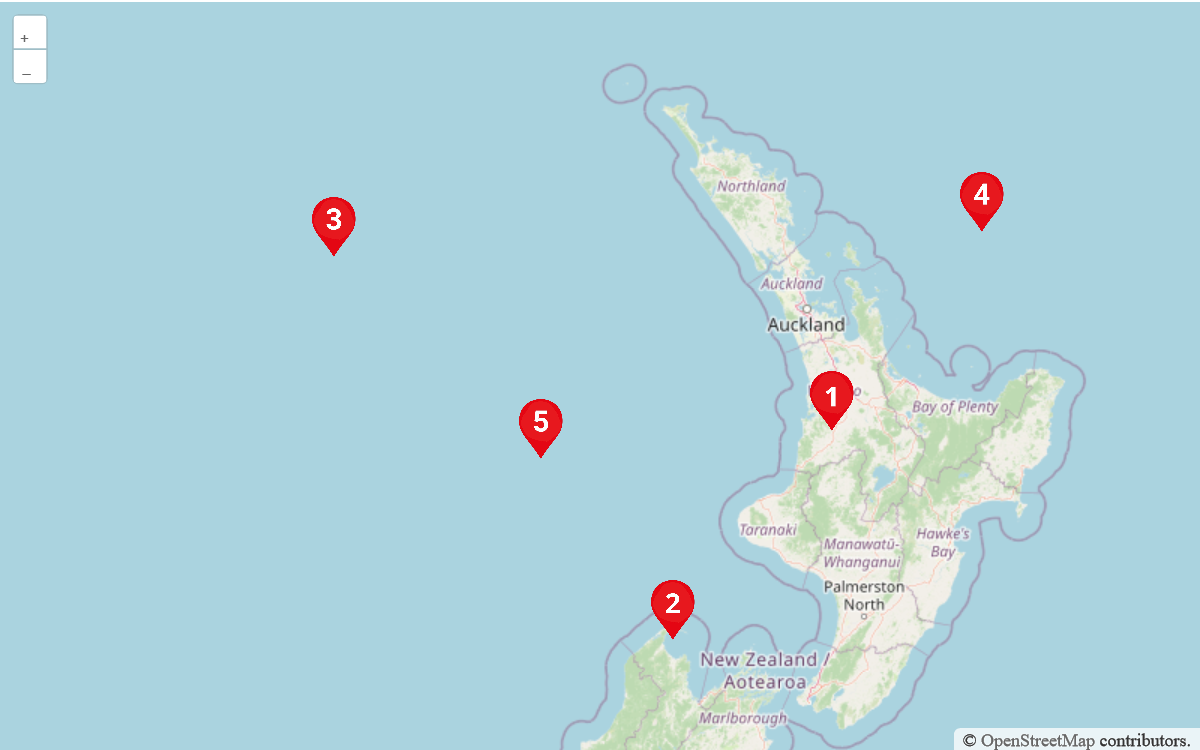 +
–
Northland
4
3
Auckland
Auckland
1
o
Bay of Plenty
5
Taranaki
Hawke's
Bay
Manawatū-
Whanganui
Palmerston
North
2
New Zealand /
Aotearoa
Marlborough
© OpenStreetMap contributors.